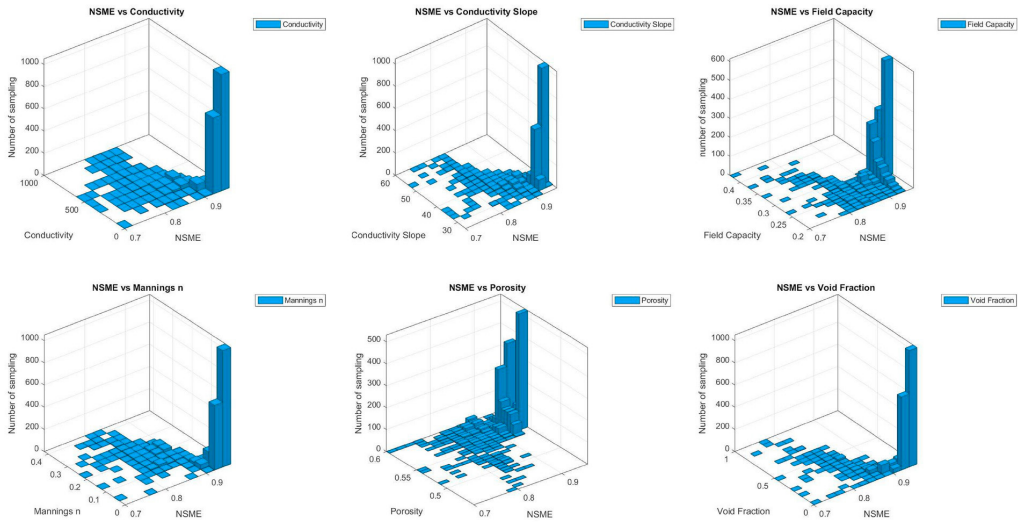 NSME vs Conductivity
Conductivity
Number of sampling
1000
800
600
400
200
0
1000
500
0
Conductivity
0.7
0.8
0.9
NSME
NSME vs Conductivity Slope
Conductivity Slope
Number of sampling
1000
800
600
400
200
0
60
50
40
30
Conductivity Slope
0.7
0.8
0.9
NSME
NSME vs Field Capacity
Field Capacity
number of sampling
600
500
400
300
200
100
0
0.4
0.35
0.3
0.25
0.2
Field Capacity
0.7
0.8
0.9
NSME
NSME vs Mannings n
Mannings n
Number of sampling
1000
800
600
400
200
0
0.4
0.3
0.2
0.1
0
Mannings n
0.7
0.8
0.9
NSME
NSME vs Porosity
Porosity
Number of sampling
500
400
300
200
100
0
0.6
0.55
0.5
Porosity
0.7
0.8
0.9
NSME
NSME vs Void Fraction
Void Fraction
Number of sampling
1000
800
600
400
200
0
1
0.5
0
Void Fraction
0.7
0.8
0.9
NSME